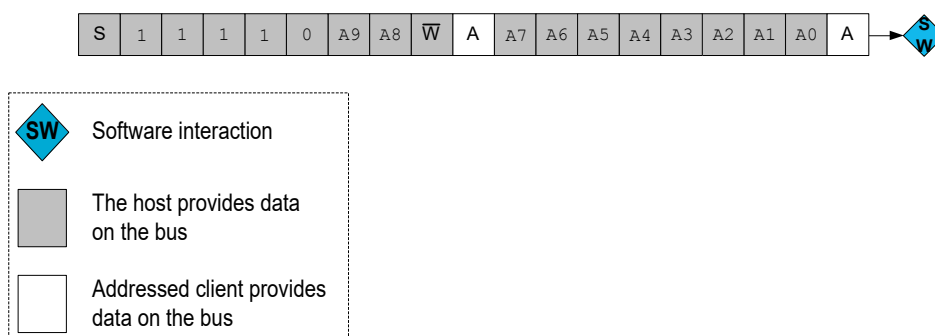 S 1 1 1 1 0 A9 A8 W̅ A A7 A6 A5 A4 A3 A2 A1 A0 A S W
SW Software interaction
The host provides data
on the bus
Addressed client provides
data on the bus